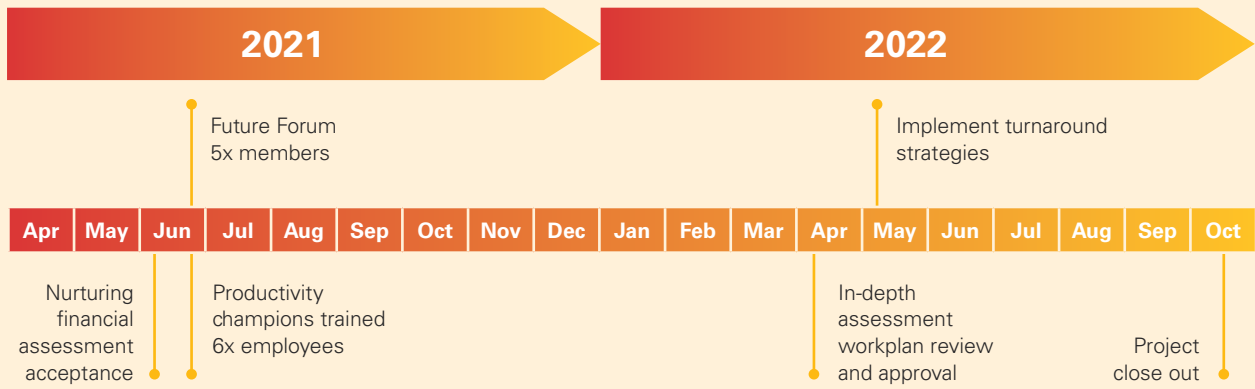 2021
2022
Future Forum
5x members
Implement turnaround
strategies
Apr May Jun Jul Aug Sep Oct Nov Dec Jan Feb Mar Apr May Jun Jul Aug Sep Oct
Nurturing
financial
assessment
acceptance
Productivity
champions trained
6x employees
In-depth
assessment
workplan review
and approval
Project
close out